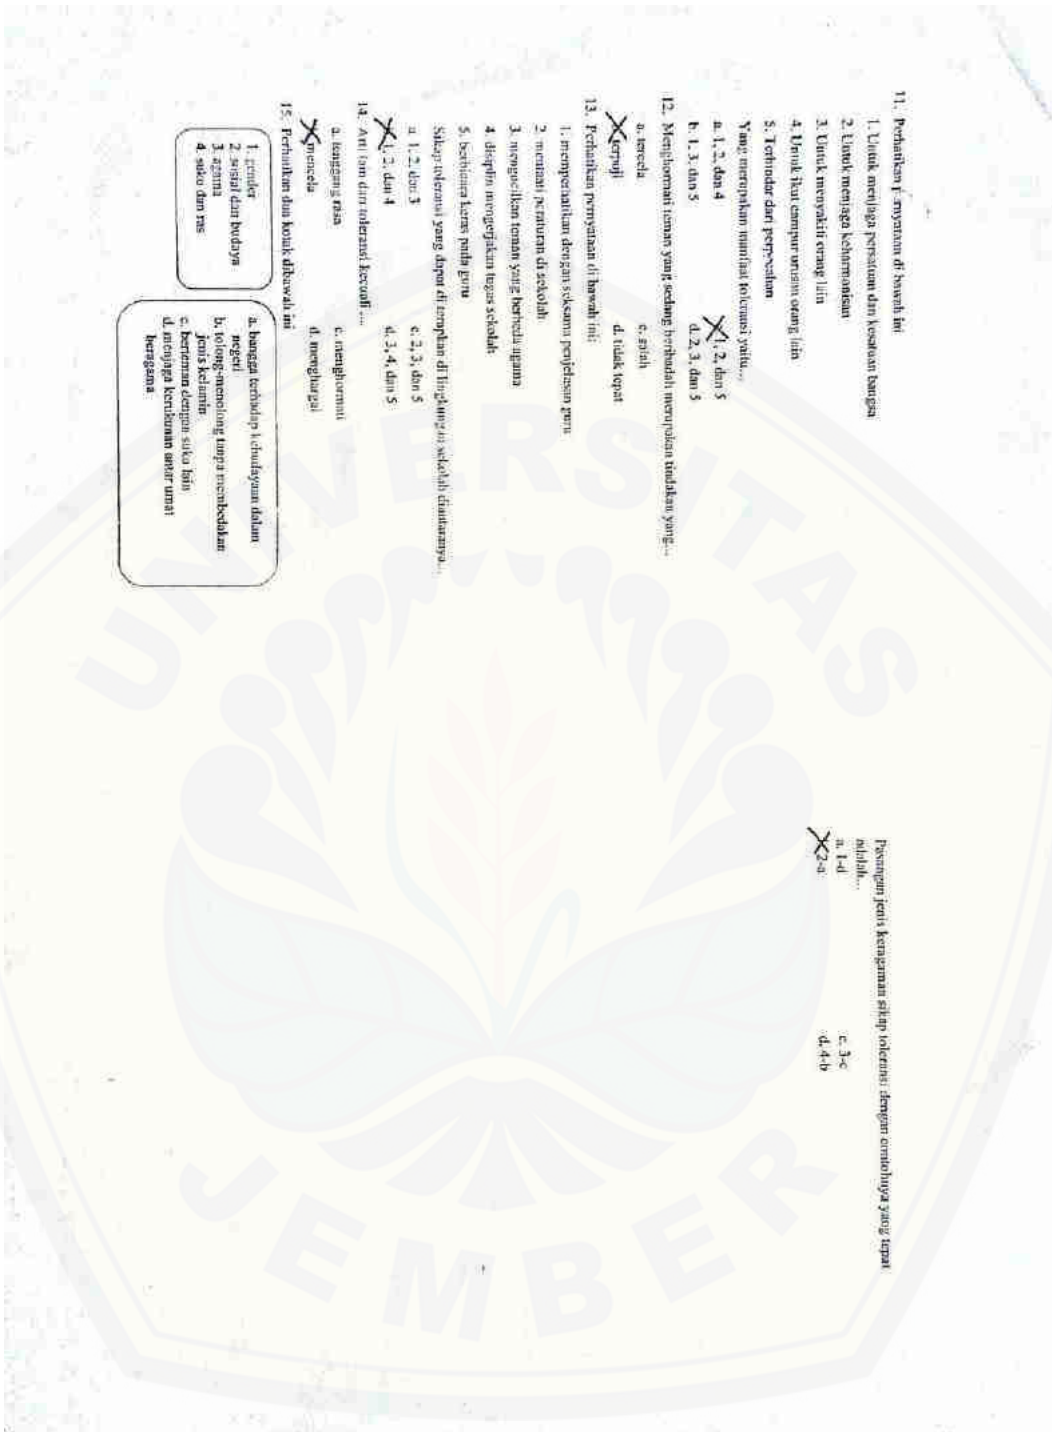 11. Perhatikan pernyataan di bawah ini
1. Untuk menjaga persatuan dan kesatuan bangsa
2. Untuk menjaga keharmonisan
3. Untuk menyakiti orang lain
4. Untuk ikut campur urusan orang lain
5. Terhindar dari perpecahan
Yang merupakan manfaat toleransi yaitu...
a. 1, 2, dan 4
1, 2, dan 5
b. 1, 3, dan 5
d. 2, 3, dan 5
12. Menghormati teman yang sedang beribadah merupakan tindakan yang...
a. tercela
c. salah
terpuji
d. tidak tepat
13. Perhatikan pernyataan di bawah ini:
1. memperhatikan dengan seksama penjelasan guru
2. mentaati peraturan di sekolah
3. mengucilkan teman yang berbeda agama
4. disiplin mengerjakan tugas sekolah
5. berbicara keras pada guru
Sikap toleransi yang dapat di terapkan di lingkungan sekolah diantaranya...
a. 1, 2, dan 3
c. 2, 3, dan 5
1, 2, dan 4
d. 3, 4, dan 5
14. Arti lain dari toleransi kecuali ....
a. tenggang rasa
c. menghormati
mencela
d. menghargai
15. Perhatikan dua kotak dibawah ini
1. gender
2. sosial dan budaya
3. agama
4. suku dan ras
a. bangga terhadap kebudayaan dalam
negeri
b. tolong-menolong tanpa membedakan
jenis kelamin
c. berteman dengan suku lain
d. menjaga kerukunan antar umat
beragama
Pasangan jenis keragaman sikap toleransi dengan contohnya yang tepat
adalah...
a. 1-d
c. 3-c
2-a
d. 4-b
UNIVERSITAS
JEMBER